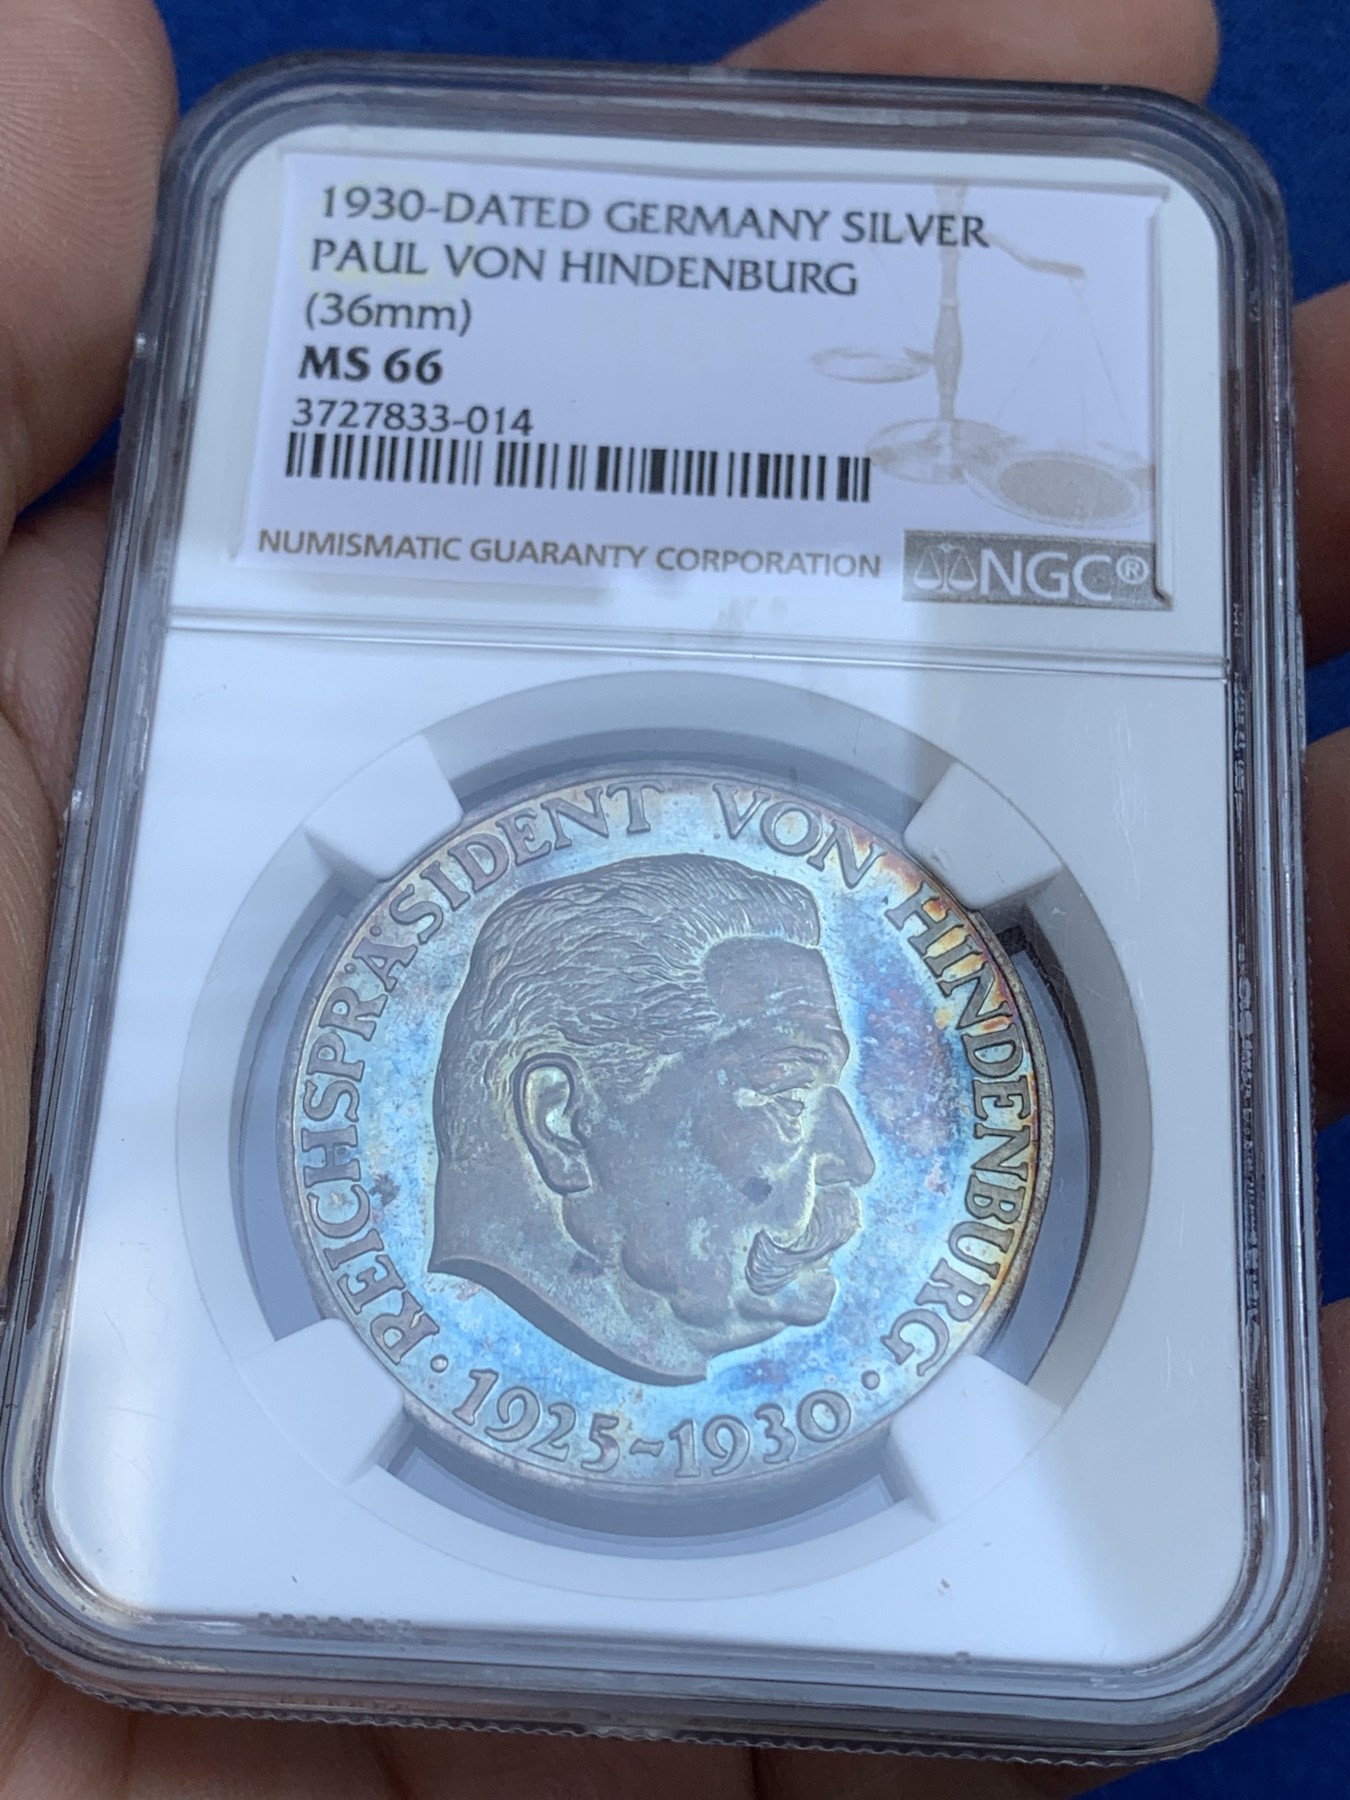 1930-DATED GERMANY SILVER
PAUL VON HINDENBURG
(36mm)
MS 66
3727833-014
NUMISMATIC GUARANTY CORPORATION
NGC®
REICHSPRÄSIDENT VON HINDENBURG
· 1925-1930 ·